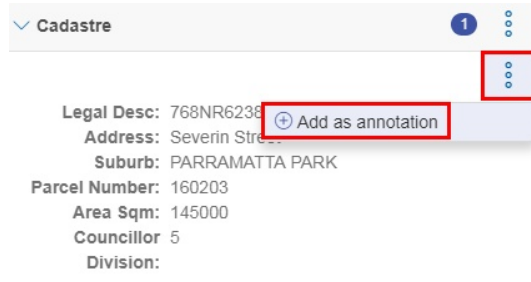 Cadastre 1
Legal Desc: 768NR6238
Add as annotation
Address: Severin Street
Suburb: PARRAMATTA PARK
Parcel Number: 160203
Area Sqm: 145000
Councillor 5
Division: